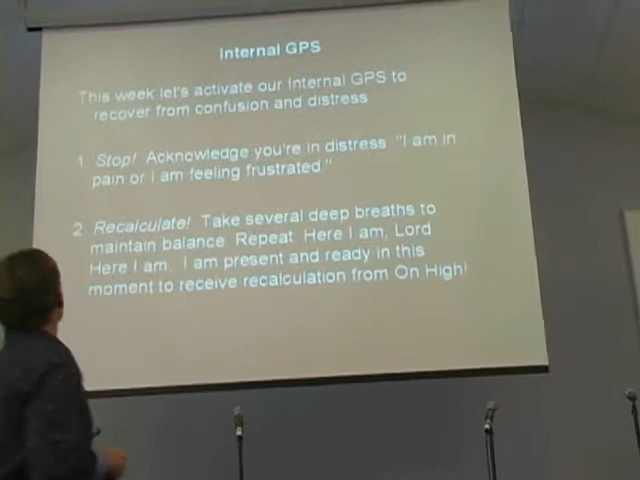 Internal GPS
This week let's activate our Internal GPS to
recover from confusion and distress
1 Stop! Acknowledge you're in distress "I am in
pain or I am feeling frustrated."
2 Recalculate! Take several deep breaths to
maintain balance. Repeat Here I am, Lord
Here I am. I am present and ready in this
moment to receive recalculation from On High!